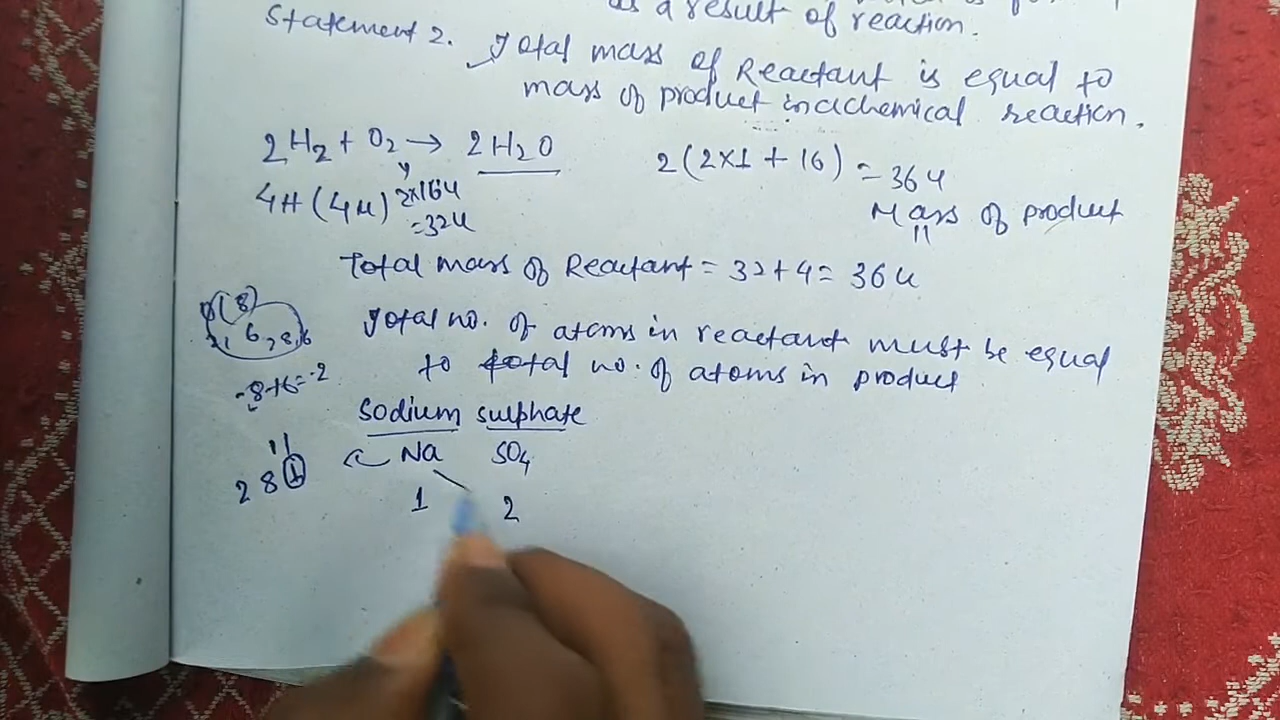 as a result of reaction.
Statement 2. Total mass of Reactant is equal to
mass of product in a chemical reaction.
2H₂ + O₂ → 2H₂O 2(2×1 + 16) = 36u
4H (4u) 2×16u
=32u
Mass of product
Total mass of Reactant = 32+4 = 36u
Total no. of atoms in reactant must be equal
to total no. of atoms in product
8
6
-8+6=-2
Sodium sulphate
Na SO₄
11
2 8 1
1 2